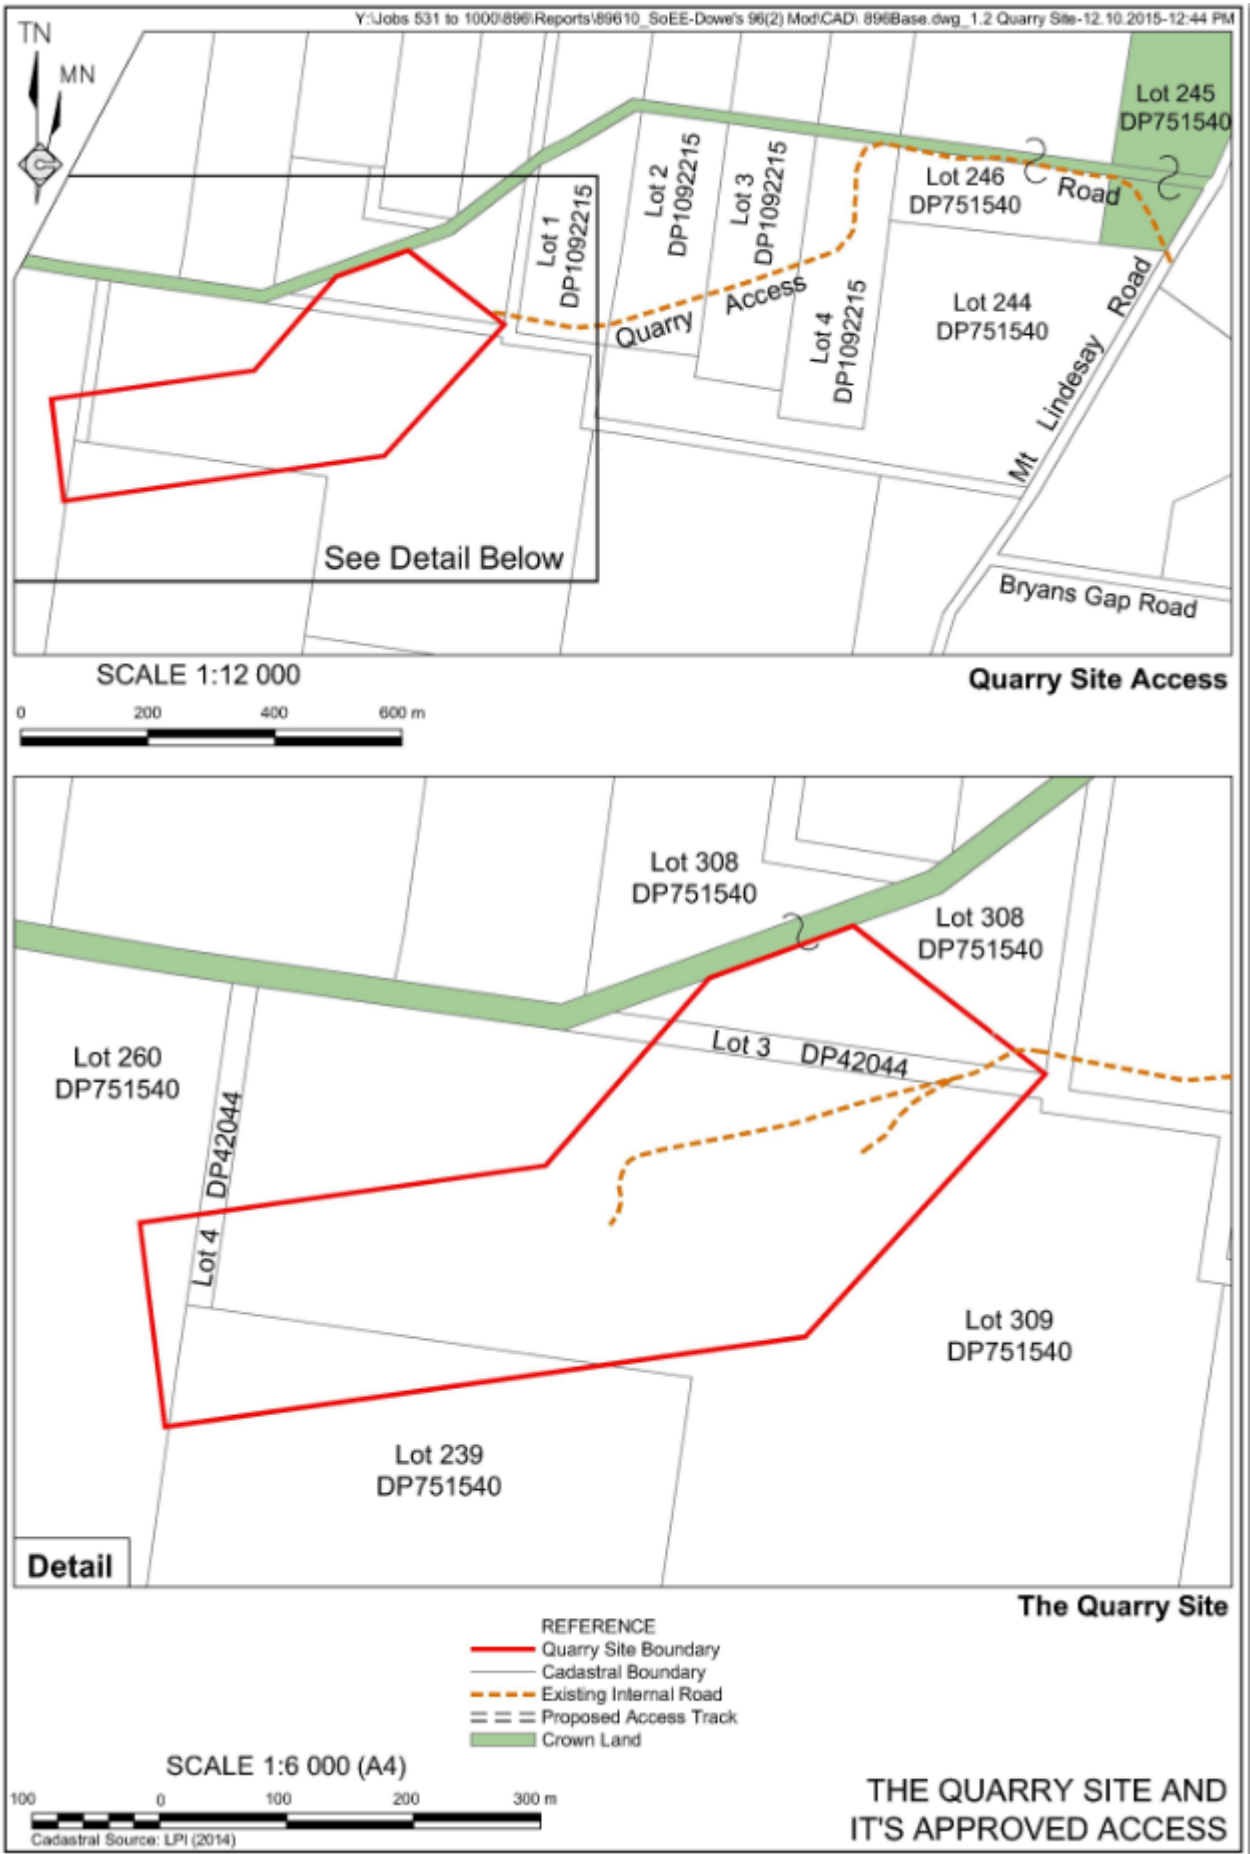 Y:\Jobs 531 to 1000\896\Reports\89610_SoEE-Dowe's 96(2) Mod\CAD\ 896Base.dwg_1.2 Quarry Site-12.10.2015-12:44 PM
TN
MN
Lot 245
DP751540
Lot 1
DP1092215
Lot 2
DP1092215
Lot 3
DP1092215
Lot 246
DP751540
Road
Quarry
Access
Lot 4
DP1092215
Lot 244
DP751540
Mt Lindesay Road
See Detail Below
Bryans Gap Road
SCALE 1:12 000
Quarry Site Access
0 200 400 600 m
Lot 308
DP751540
Lot 308
DP751540
Lot 3 DP42044
Lot 260
DP751540
Lot 4 DP42044
Lot 309
DP751540
Lot 239
DP751540
Detail
The Quarry Site
REFERENCE
Quarry Site Boundary
Cadastral Boundary
Existing Internal Road
Proposed Access Track
Crown Land
SCALE 1:6 000 (A4)
100 0 100 200 300 m
Cadastral Source: LPI (2014)
THE QUARRY SITE AND
IT'S APPROVED ACCESS